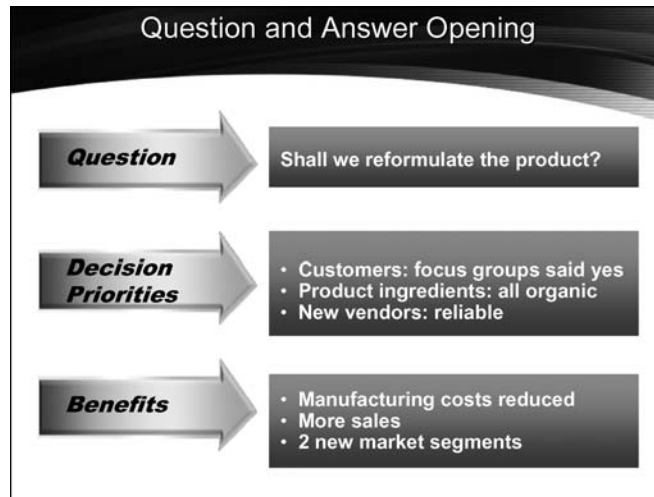 Question and Answer Opening
Question
Shall we reformulate the product?
Decision
Priorities
• Customers: focus groups said yes
• Product ingredients: all organic
• New vendors: reliable
Benefits
• Manufacturing costs reduced
• More sales
• 2 new market segments